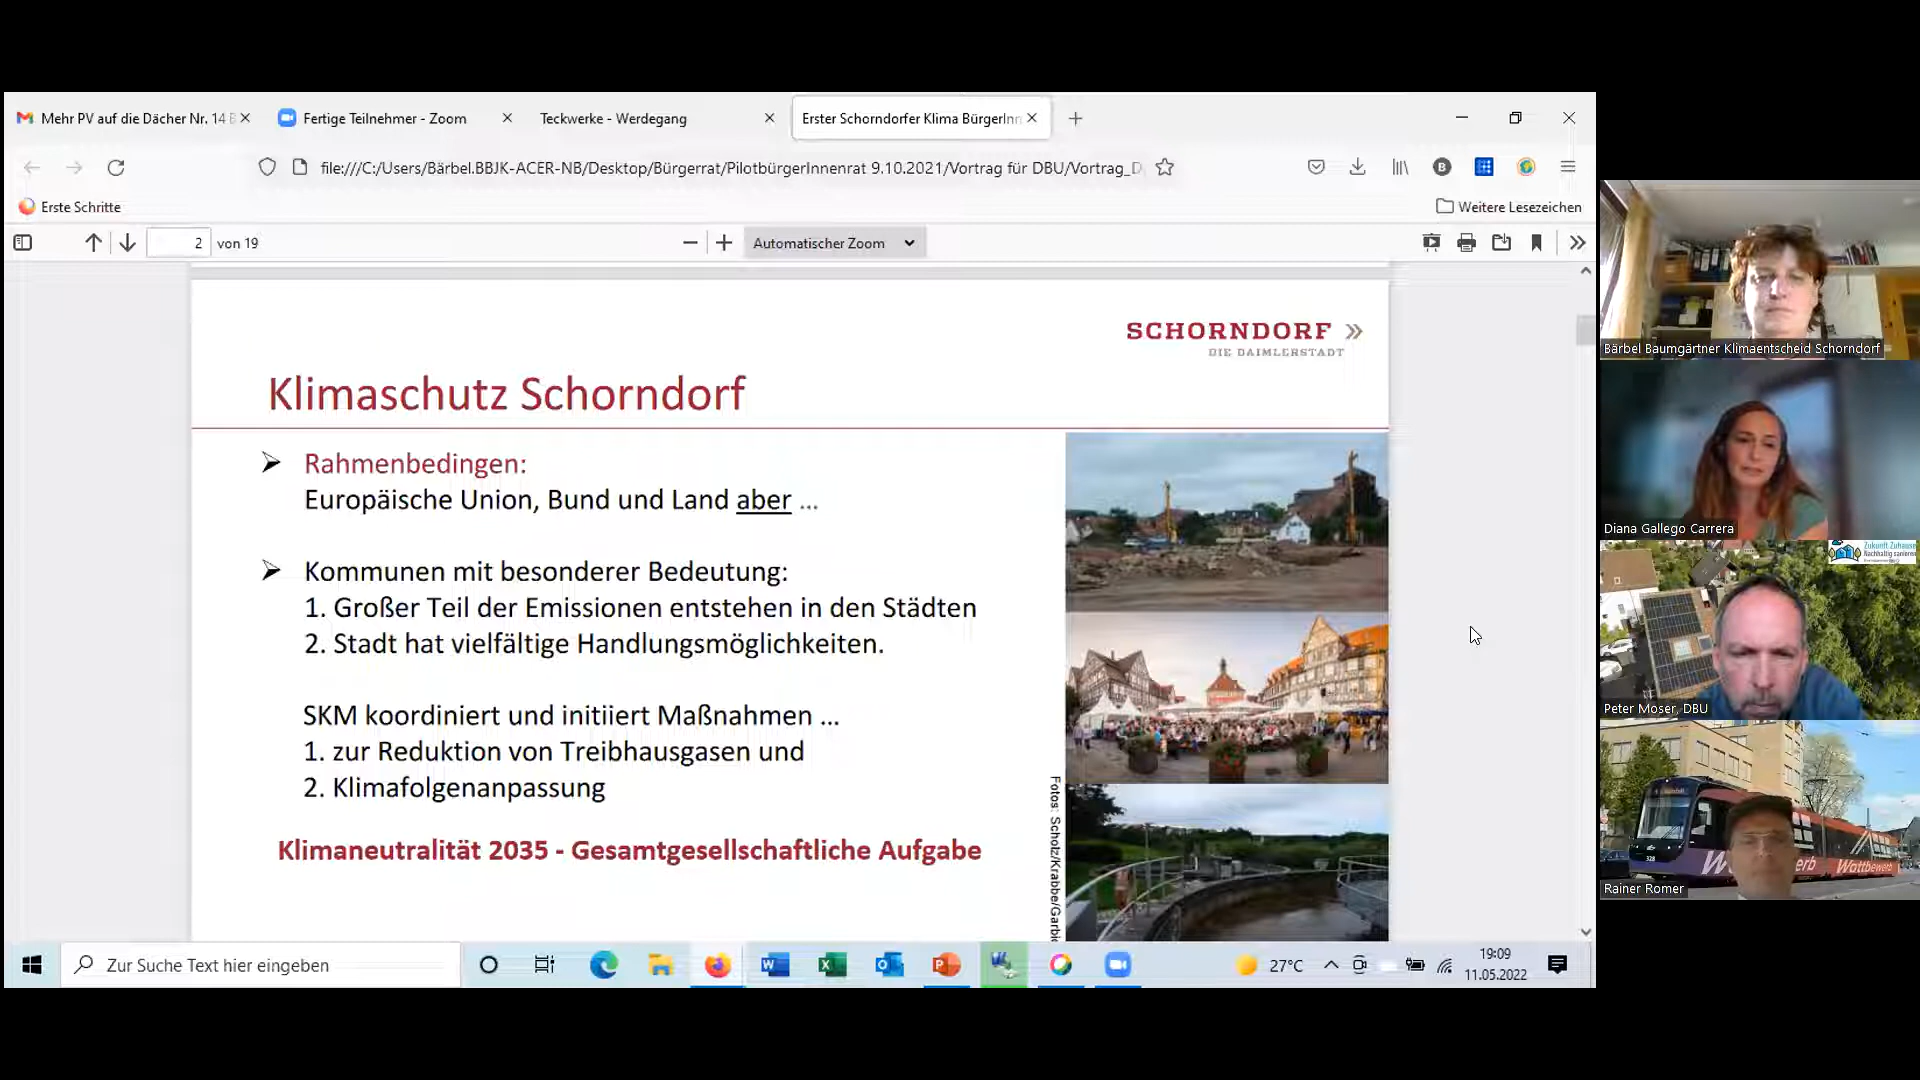 Mehr PV auf die Dächer Nr. 14
Fertige Teilnehmer - Zoom
Teckwerke - Werdegang
Erster Schorndorfer Klima BürgerInn
file:///C:/Users/Bärbel.BBJK-ACER-NB/Desktop/Bürgerrat/PilotbürgerInnenrat 9.10.2021/Vortrag für DBU/Vortrag_D
Erste Schritte
Weitere Lesezeichen
2 von 19
Automatischer Zoom
SCHORNDORF
DIE DAIMLERSTADT
Klimaschutz Schorndorf
Rahmenbedingen:
Europäische Union, Bund und Land aber ...
Kommunen mit besonderer Bedeutung:
1. Großer Teil der Emissionen entstehen in den Städten
2. Stadt hat vielfältige Handlungsmöglichkeiten.
SKM koordiniert und initiiert Maßnahmen ...
1. zur Reduktion von Treibhausgasen und
2. Klimafolgenanpassung
Klimaneutralität 2035 - Gesamtgesellschaftliche Aufgabe
Fotos: Scholz/Krabbe/Garbi
Bärbel Baumgärtner Klimaentscheid Schorndorf
Diana Gallego Carrera
Zukunft Zuhause
Nachhaltig sanieren
Peter Moser, DBU
328
Wattbewerb
Rainer Romer
Zur Suche Text hier eingeben
27°C
19:09
11.05.2022